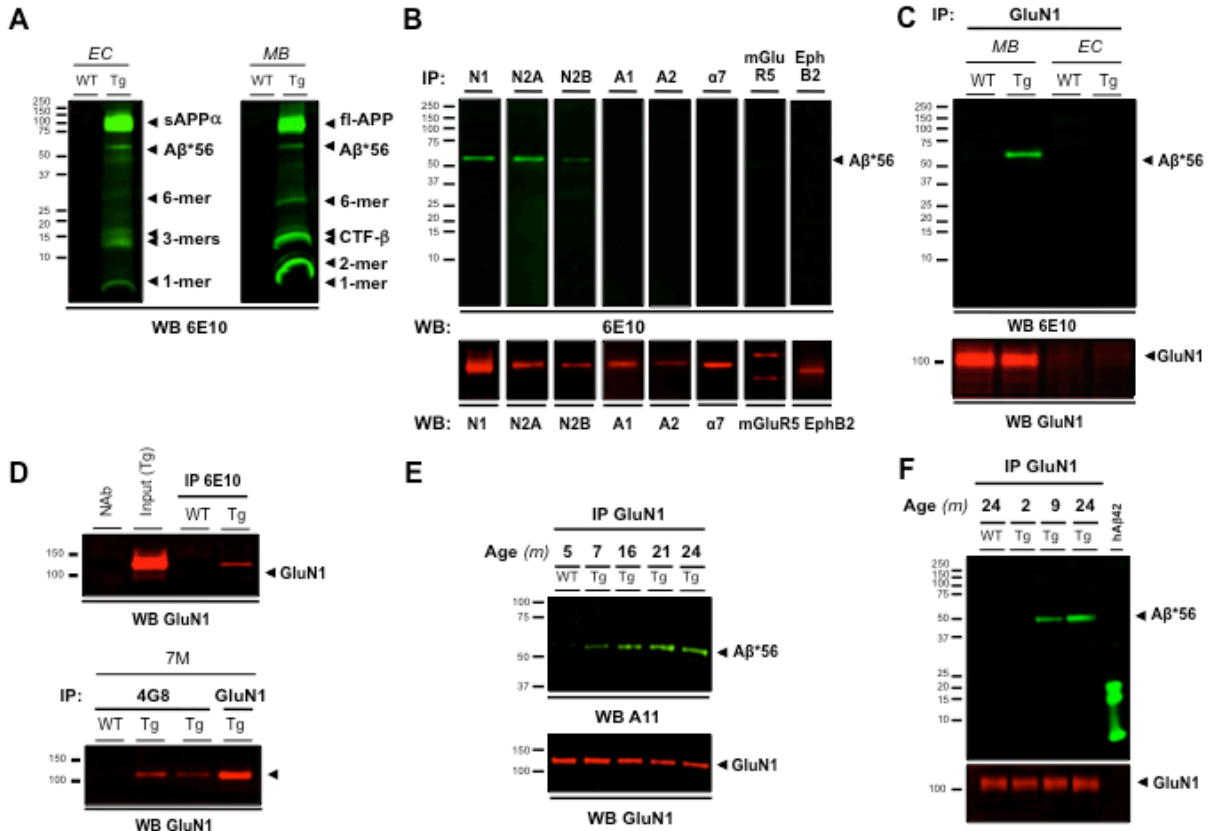 A
EC
MB
WT Tg
WT Tg
250
150
100
75
50
37
25
20
15
10
sAPPα
Aβ*56
6-mer
3-mers
1-mer
fl-APP
Aβ*56
6-mer
CTF-β
2-mer
1-mer
WB 6E10
B
IP: N1 N2A N2B A1 A2 α7 mGlu R5 Eph B2
250
150
100
75
50
37
25
20
15
10
Aβ*56
WB: 6E10
WB: N1 N2A N2B A1 A2 α7 mGluR5 EphB2
C
IP: GluN1
MB EC
WT Tg WT Tg
250
150
100
75
50
37
25
20
15
10
Aβ*56
WB 6E10
100
GluN1
WB GluN1
D
NAb
Input (Tg)
IP 6E10
WT Tg
150
100
GluN1
WB GluN1
7M
IP: 4G8 GluN1
WT Tg Tg Tg
150
100
WB GluN1
E
IP GluN1
Age (m) 5 7 16 21 24
WT Tg Tg Tg Tg
100
75
50
37
Aβ*56
WB A11
150
100
GluN1
WB GluN1
F
IP GluN1
Age (m) 24 2 9 24
WT Tg Tg Tg
hAβ42
250
150
100
75
50
37
25
20
15
10
Aβ*56
100
GluN1